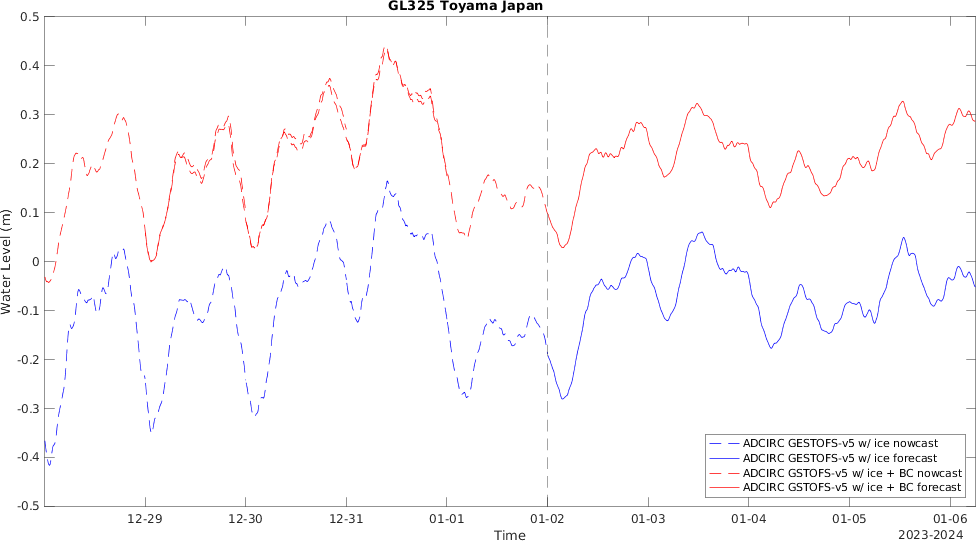 GL325 Toyama Japan
0.5
0.4
0.3
0.2
0.1
0
-0.1
-0.2
-0.3
-0.4
-0.5
Water Level (m)
ADCIRC GESTOFS-v5 w/ ice nowcast
ADCIRC GESTOFS-v5 w/ ice forecast
ADCIRC GSTOFS-v5 w/ ice + BC nowcast
ADCIRC GSTOFS-v5 w/ ice + BC forecast
12-29 12-30 12-31 01-01 01-02 01-03 01-04 01-05 01-06
Time
2023-2024